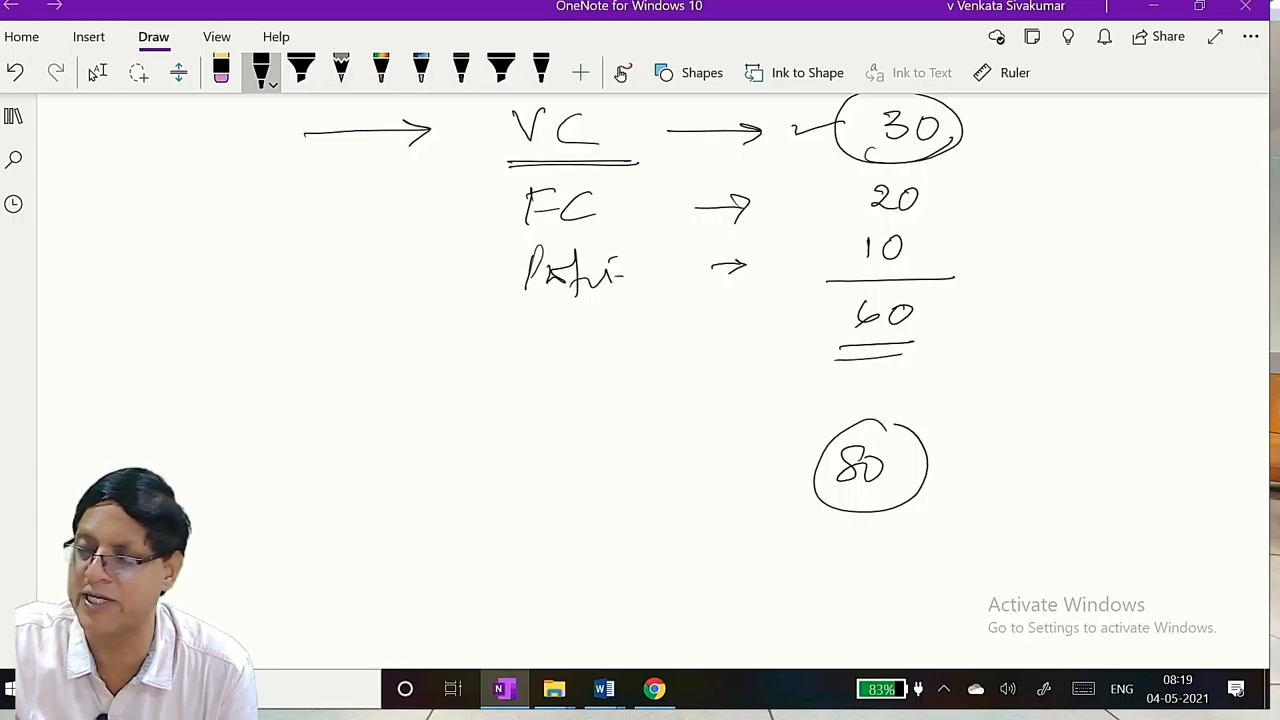 OneNote for Windows 10
v Venkata Sivakumar
Home Insert Draw View Help
Share
Shapes Ink to Shape Ink to Text Ruler
VC 30
FC 20
10
60
80
Activate Windows
Go to Settings to activate Windows.
83% ENG 08:19
04-05-2021